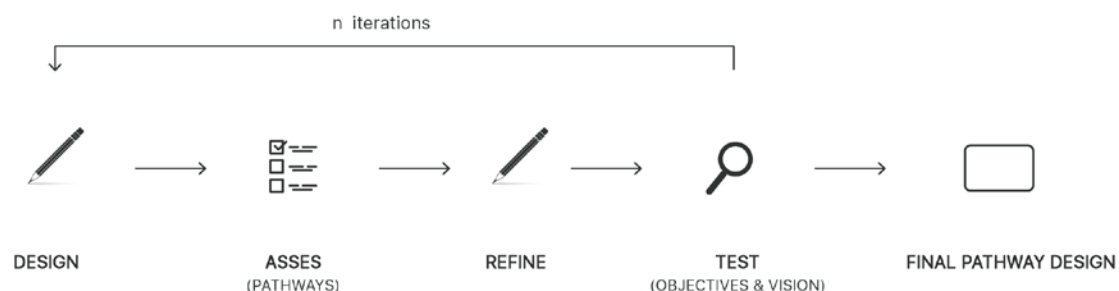 n iterations
DESIGN
ASSES
(PATHWAYS)
REFINE
TEST
(OBJECTIVES & VISION)
FINAL PATHWAY DESIGN